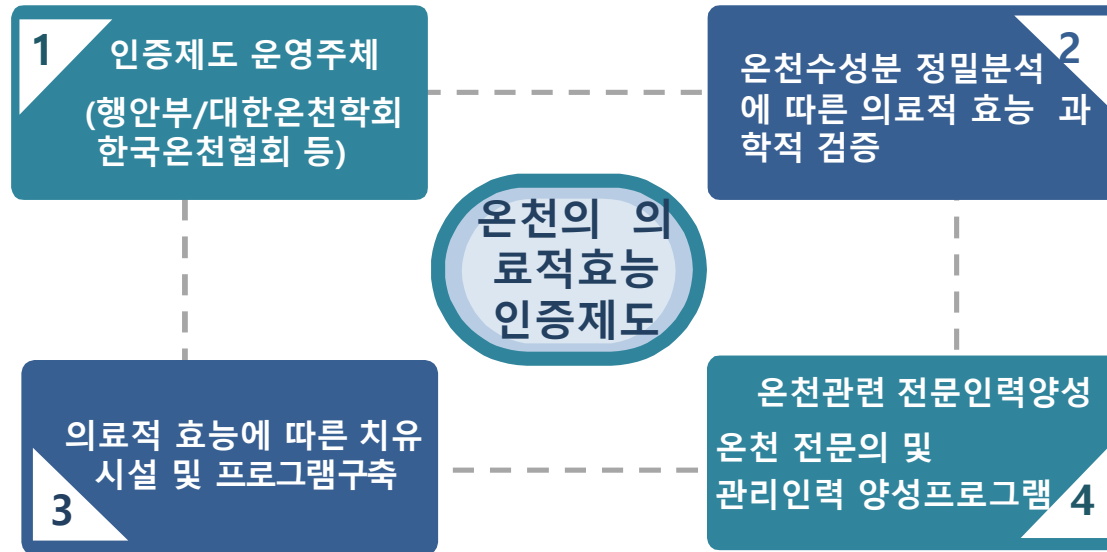 1
인증제도 운영주체
(행안부/대한온천학회
한국온천협회 등)
2
온천수성분 정밀분석
에 따른 의료적 효능 과
학적 검증
온천의 의
료적효능
인증제도
의료적 효능에 따른 치유
시설 및 프로그램구축
3
온천관련 전문인력양성
온천 전문의 및
관리인력 양성프로그램
4